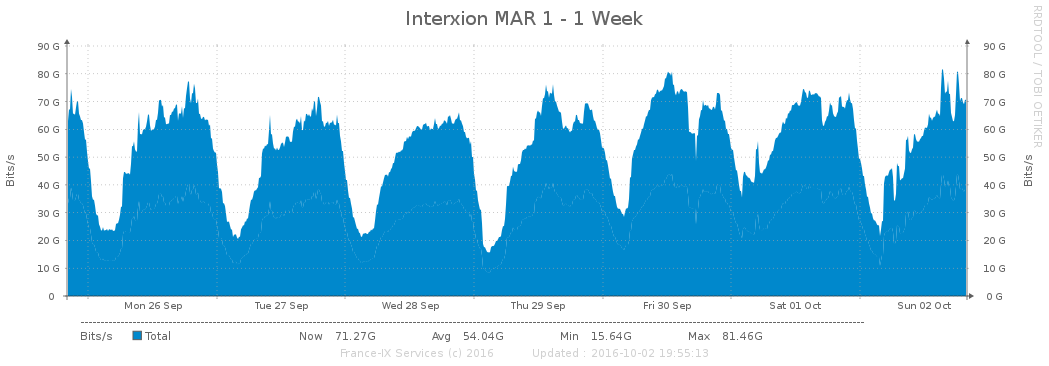 Interxion MAR 1 - 1 Week
RRDTOOL / TOBI OETIKER
Bits/s
90 G 90 G
80 G 80 G
70 G 70 G
60 G 60 G
50 G 50 G
40 G 40 G
30 G 30 G
20 G 20 G
10 G 10 G
0 0 G
Bits/s
Mon 26 Sep Tue 27 Sep Wed 28 Sep Thu 29 Sep Fri 30 Sep Sat 01 Oct Sun 02 Oct
Bits/s Total Now 71.27G Avg 54.04G Min 15.64G Max 81.46G
France-IX Services (c) 2016 Updated : 2016-10-02 19:55:13